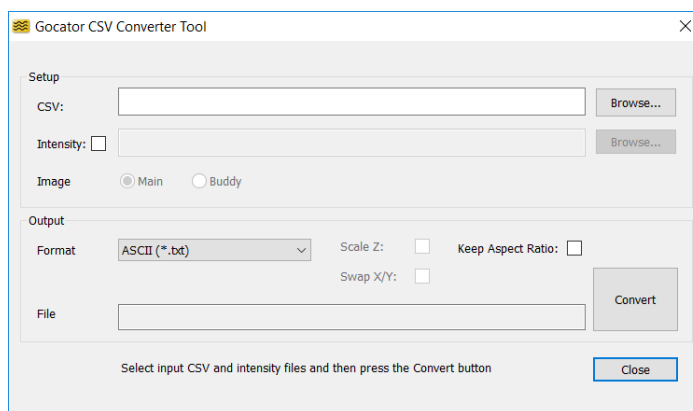 Gocator CSV Converter Tool
Setup
CSV:
Browse...
Intensity:
Browse...
Image
Main
Buddy
Output
Format
ASCII (*.txt)
Scale Z:
Keep Aspect Ratio:
Swap X/Y:
Convert
File
Select input CSV and intensity files and then press the Convert button
Close